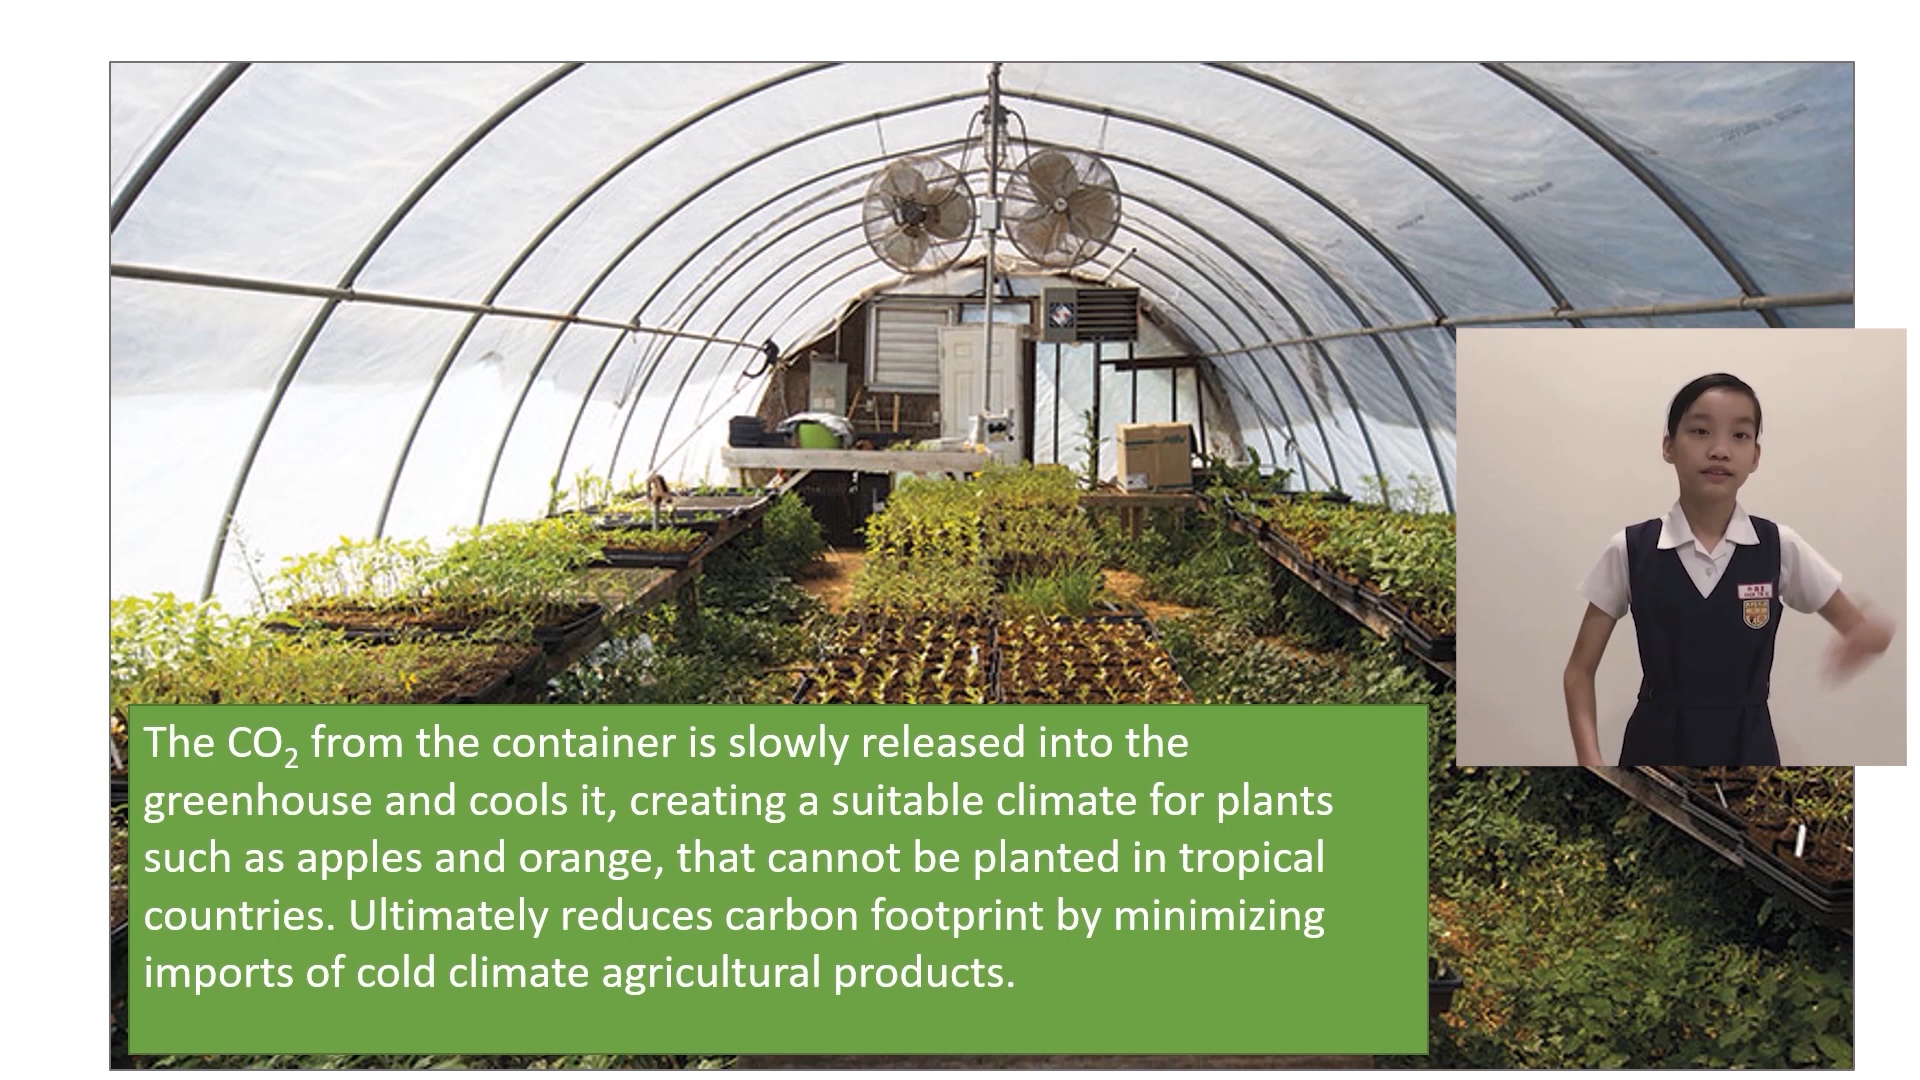 The CO₂ from the container is slowly released into the
greenhouse and cools it, creating a suitable climate for plants
such as apples and orange, that cannot be planted in tropical
countries. Ultimately reduces carbon footprint by minimizing
imports of cold climate agricultural products.